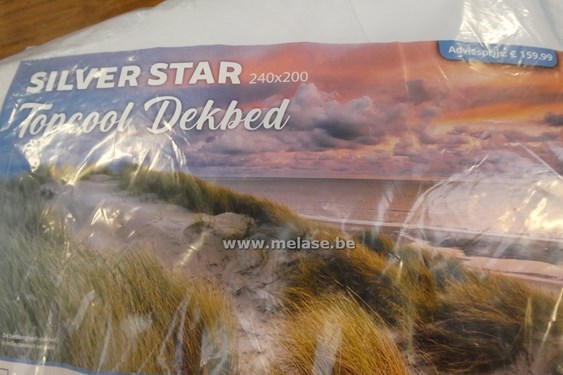 Adviesprijs: € 159.99
SILVER STAR 240x200
Topcool Dekbed
www.melase.be